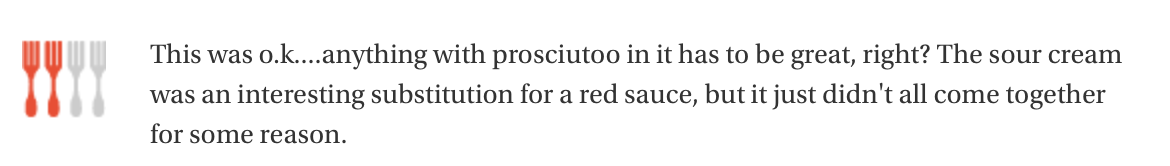 This was o.k....anything with prosciutoo in it has to be great, right? The sour cream
was an interesting substitution for a red sauce, but it just didn't all come together
for some reason.